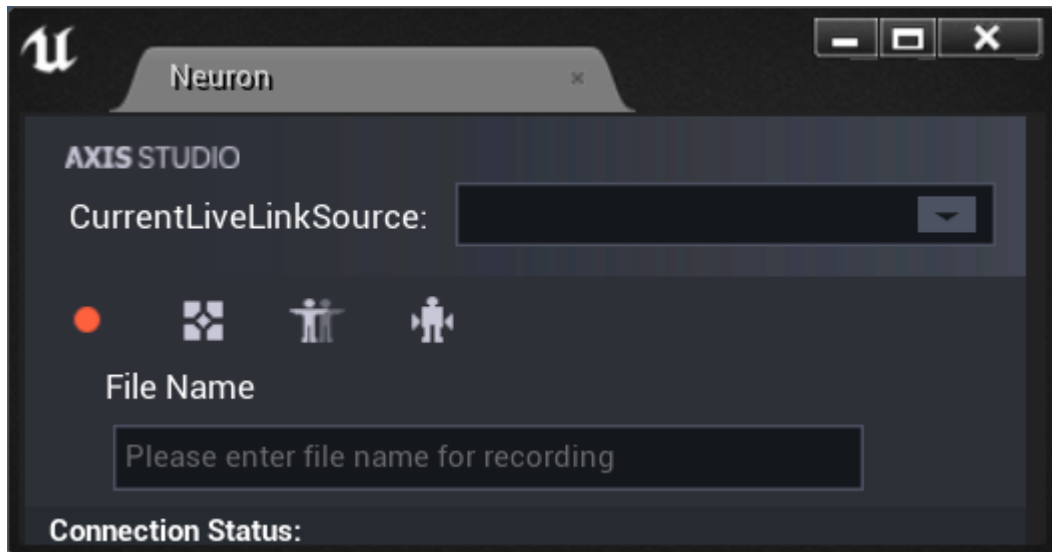 Neuron
AXIS STUDIO
CurrentLiveLinkSource:
File Name
Please enter file name for recording
Connection Status: